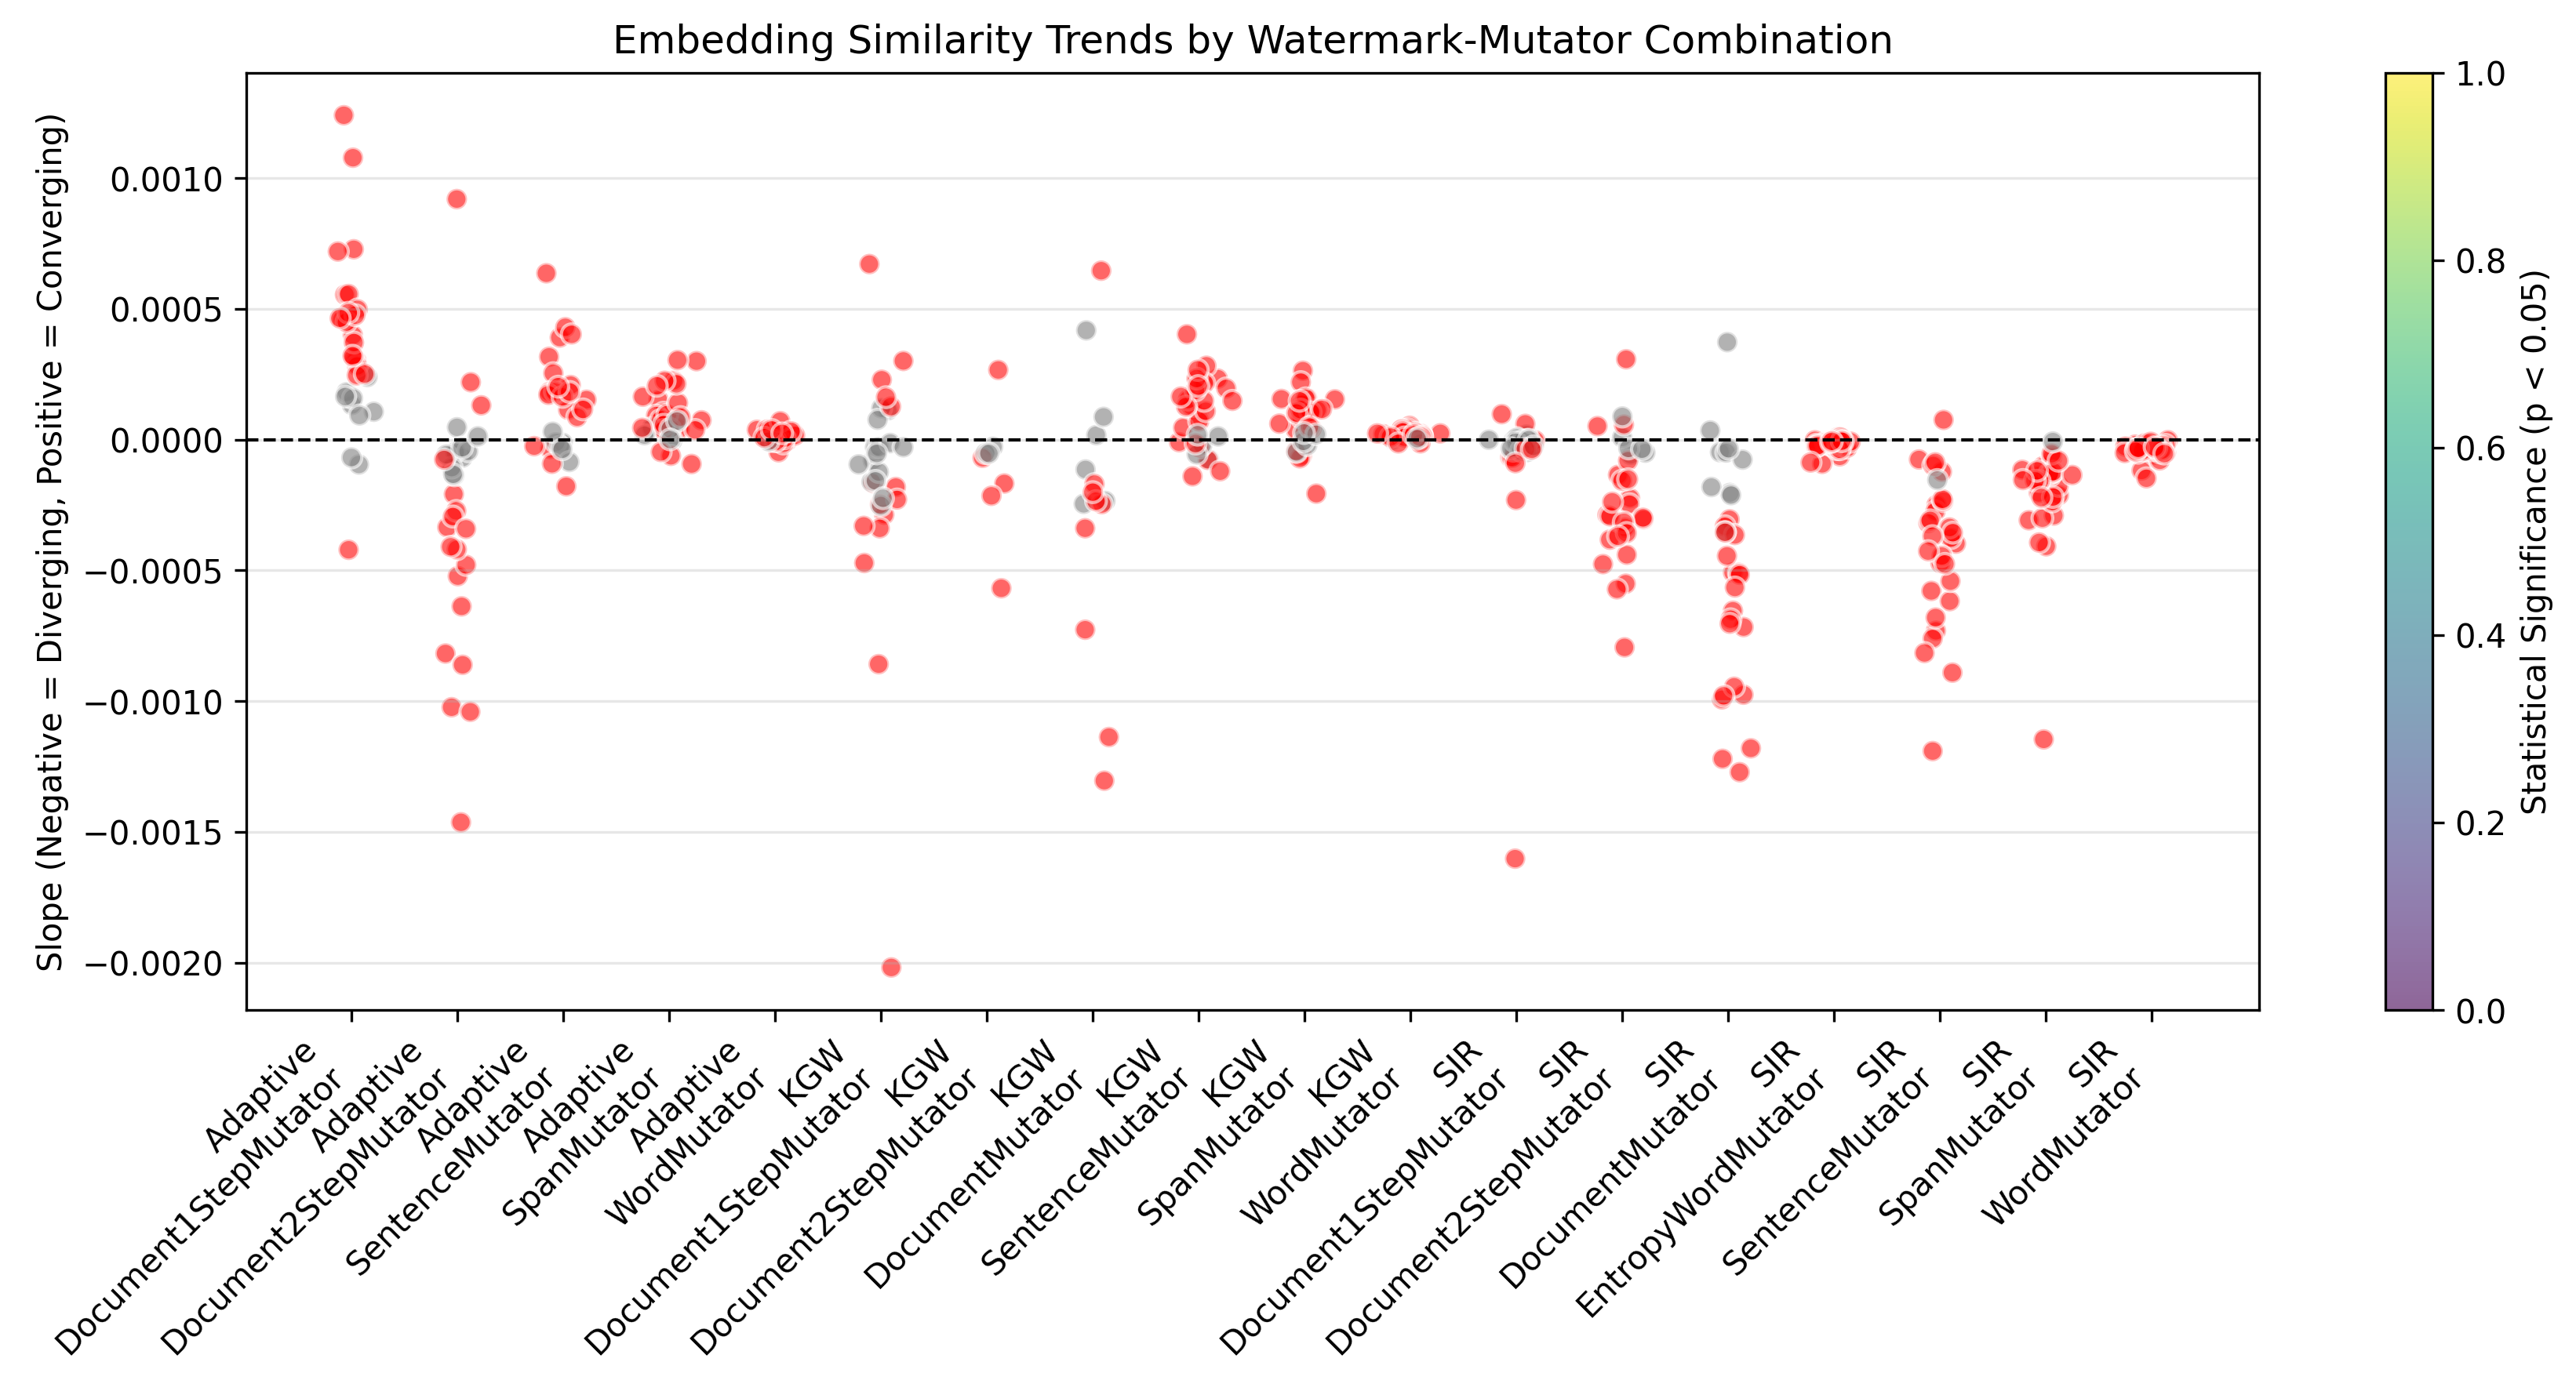 Embedding Similarity Trends by Watermark-Mutator Combination
Slope (Negative = Diverging, Positive = Converging)
0.0010
0.0005
0.0000
−0.0005
−0.0010
−0.0015
−0.0020
Adaptive
Document1StepMutator
Adaptive
Document2StepMutator
Adaptive
SentenceMutator
Adaptive
SpanMutator
Adaptive
WordMutator
KGW
Document1StepMutator
KGW
Document2StepMutator
KGW
DocumentMutator
KGW
SentenceMutator
KGW
SpanMutator
KGW
WordMutator
SIR
Document1StepMutator
SIR
Document2StepMutator
SIR
DocumentMutator
SIR
EntropyWordMutator
SIR
SentenceMutator
SIR
SpanMutator
SIR
WordMutator
1.0
0.8
0.6
0.4
0.2
0.0
Statistical Significance (p < 0.05)